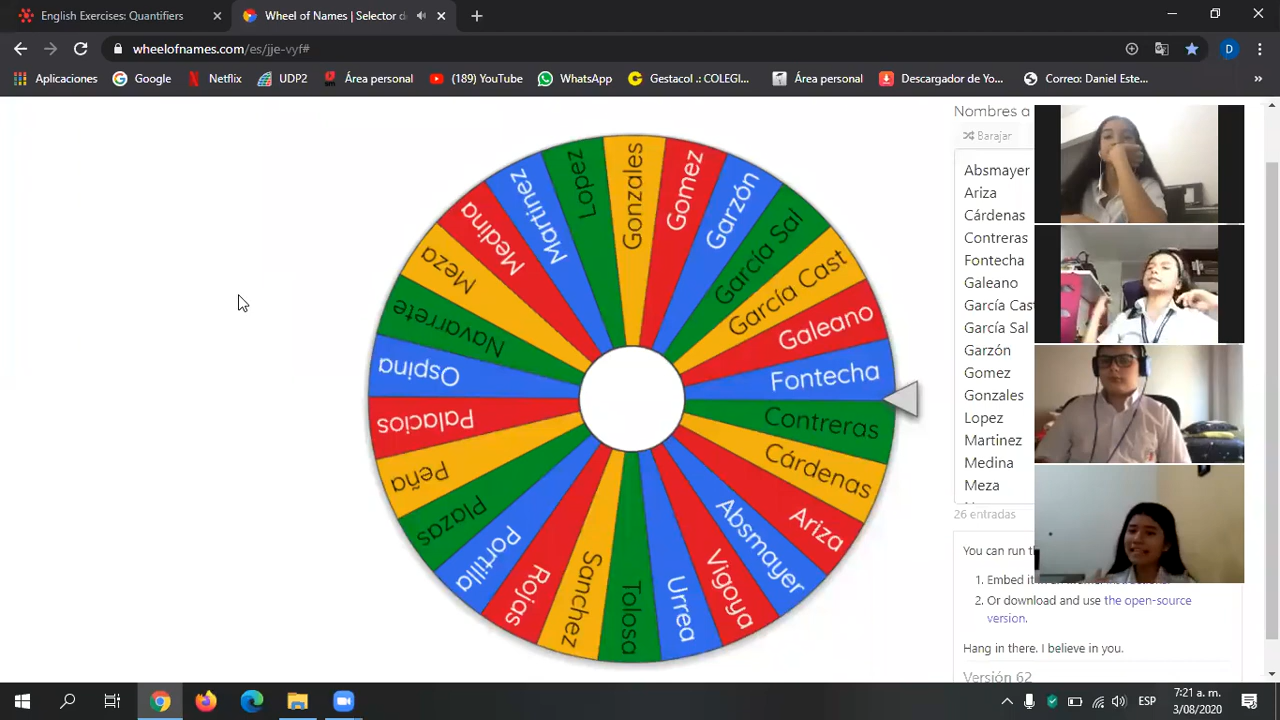 English Exercises: Quantifiers
Wheel of Names | Selector d
wheelofnames.com/es/jje-vyf#
D
Aplicaciones
Google
Netflix
UDP2
Área personal
(189) YouTube
WhatsApp
Gestacol .: COLEGI...
Área personal
Descargador de Yo...
Correo: Daniel Este...
»
Nombres a
Barajar
Absmayer
Ariza
Cárdenas
Contreras
Fontecha
Galeano
García Cast
García Sal
Garzón
Gomez
Gonzales
Lopez
Martinez
Medina
Meza
26 entradas
You can run th
1. Embed it
2. Or download and use the open-source
version.
Hang in there. I believe in you.
Versión 62
Gonzales
Gomez
Garzón
García Sal
García Cast
Galeano
Fontecha
Contreras
Cárdenas
Ariza
Absmayer
Vigoya
Urrea
Tolosa
Sanchez
Rojas
Portilla
Plazas
Peña
Palacios
Ospina
Navarrete
Meza
Medina
Martinez
Lopez
ESP
7:21 a. m.
3/08/2020